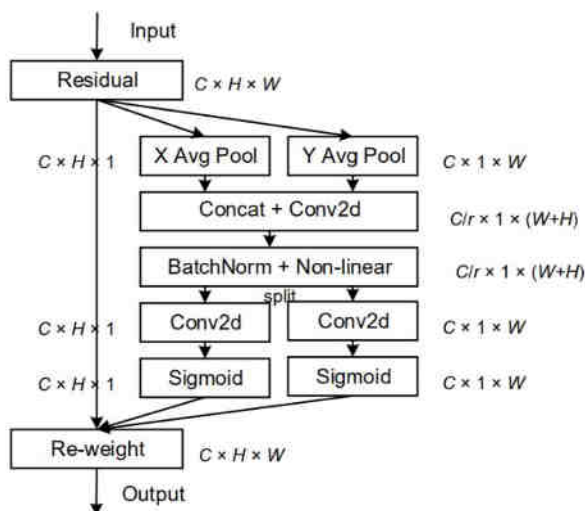 Input
Residual
C × H × W
C × H × 1
X Avg Pool
Y Avg Pool
C × 1 × W
Concat + Conv2d
C/r × 1 × (W+H)
BatchNorm + Non-linear
C/r × 1 × (W+H)
split
C × H × 1
Conv2d
Conv2d
C × 1 × W
C × H × 1
Sigmoid
Sigmoid
C × 1 × W
Re-weight
C × H × W
Output